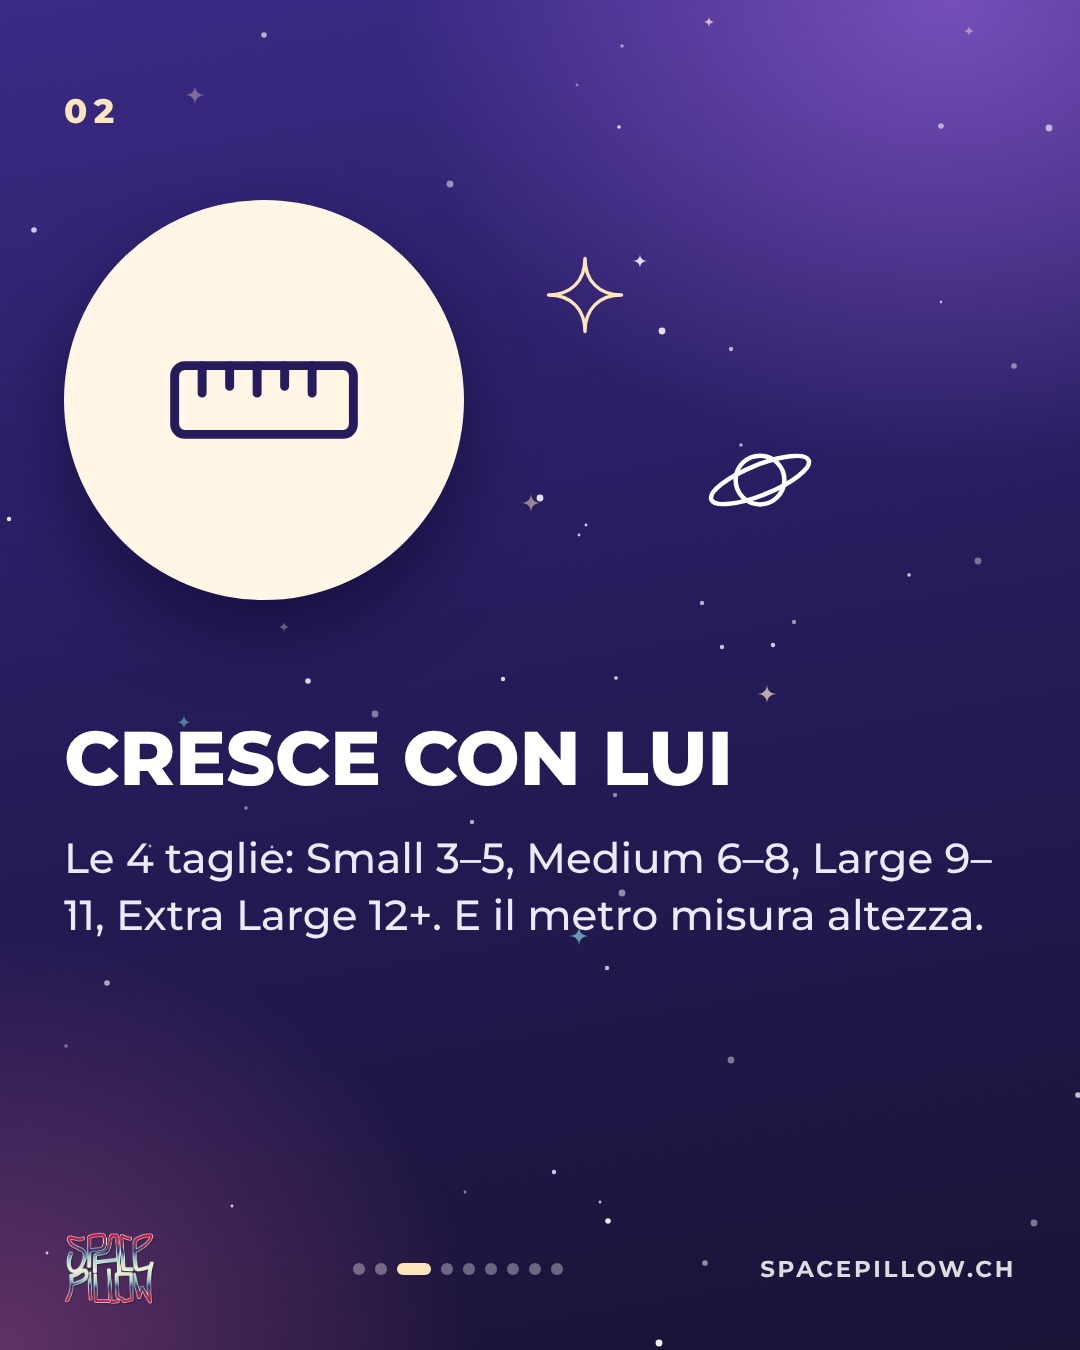 02
CRESCE CON LUI
Le 4 taglie: Small 3–5, Medium 6–8, Large 9–
11, Extra Large 12+. E il metro misura altezza.
SPACE
PILLOW
SPACEPILLOW.CH